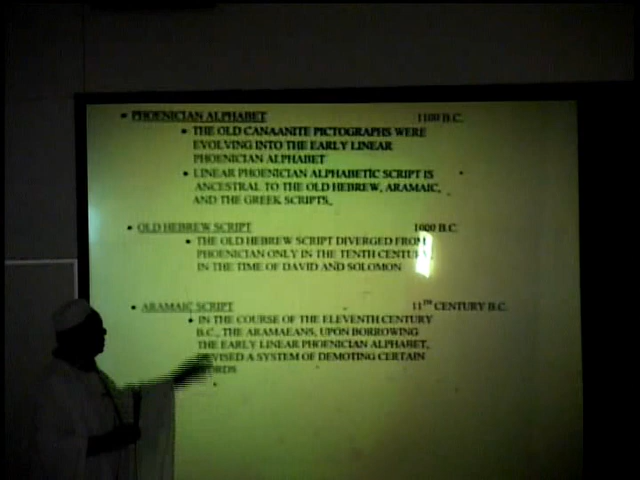 PHOENICIAN ALPHABET 1100 B.C.
THE OLD CANAANITE PICTOGRAPHS WERE
EVOLVING INTO THE EARLY LINEAR
PHOENICIAN ALPHABET
LINEAR PHOENICIAN ALPHABETIC SCRIPT IS
ANCESTRAL TO THE OLD HEBREW, ARAMAIC,
AND THE GREEK SCRIPTS.
OLD HEBREW SCRIPT 1000 B.C.
THE OLD HEBREW SCRIPT DIVERGED FROM
PHOENICIAN ONLY IN THE TENTH CENTURY,
IN THE TIME OF DAVID AND SOLOMON
ARAMAIC SCRIPT 11TH CENTURY B.C.
IN THE COURSE OF THE ELEVENTH CENTURY
B.C., THE ARAMAEANS, UPON BORROWING
THE EARLY LINEAR PHOENICIAN ALPHABET,
DEVISED A SYSTEM OF DEMOTING CERTAIN
WORDS